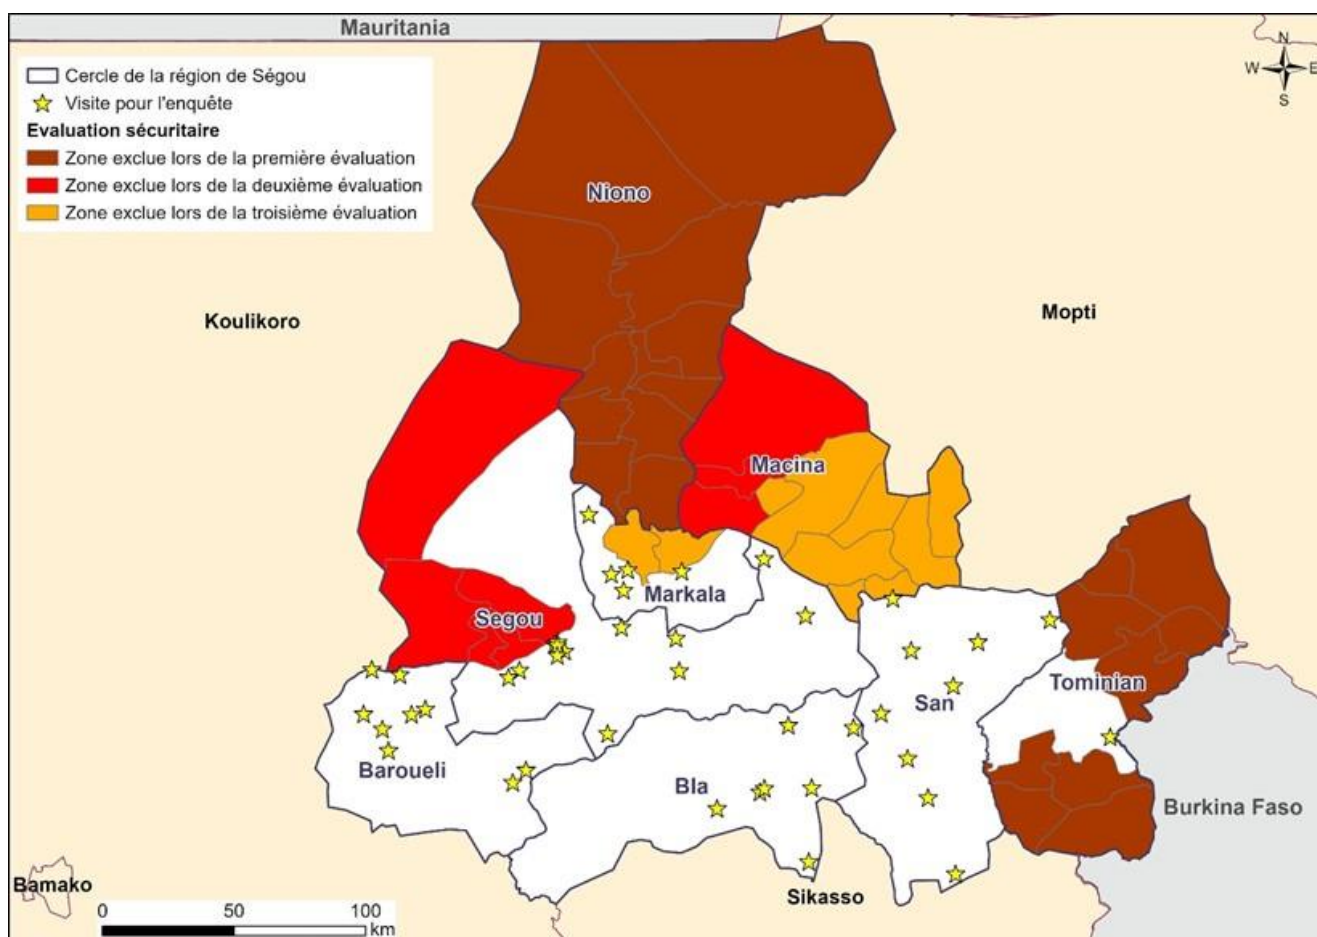 Mauritania
N
W E
S
Cercle de la région de Ségou
Visite pour l'enquête
Evaluation sécuritaire
Zone exclue lors de la première évaluation
Zone exclue lors de la deuxième évaluation
Zone exclue lors de la troisième évaluation
Niono
Koulikoro
Mopti
Macina
Markala
Segou
Tominian
San
Baroueli
Bla
Burkina Faso
Bamako
Sikasso
0 50 100
km